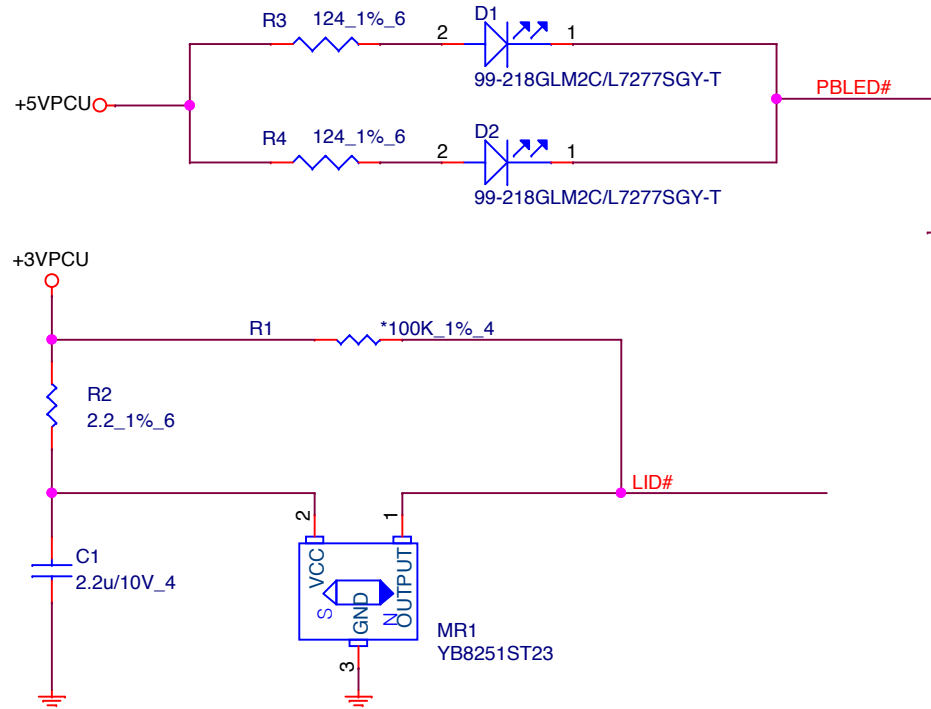 R3 124_1%_6
D1
2
1
99-218GLM2C/L7277SGY-T
+5VPCU
PBLED#
R4 124_1%_6
D2
2
1
99-218GLM2C/L7277SGY-T
+3VPCU
R1 *100K_1%_4
R2
2.2_1%_6
LID#
2
1
C1
2.2u/10V_4
VCC
OUTPUT
S
GND
N
MR1
YB8251ST23
3